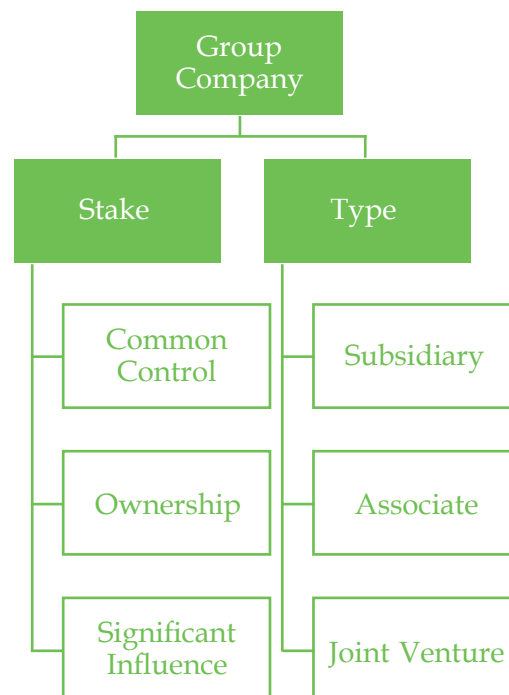 Group
Company
Stake
Type
Common
Control
Subsidiary
Ownership
Associate
Significant
Influence
Joint Venture